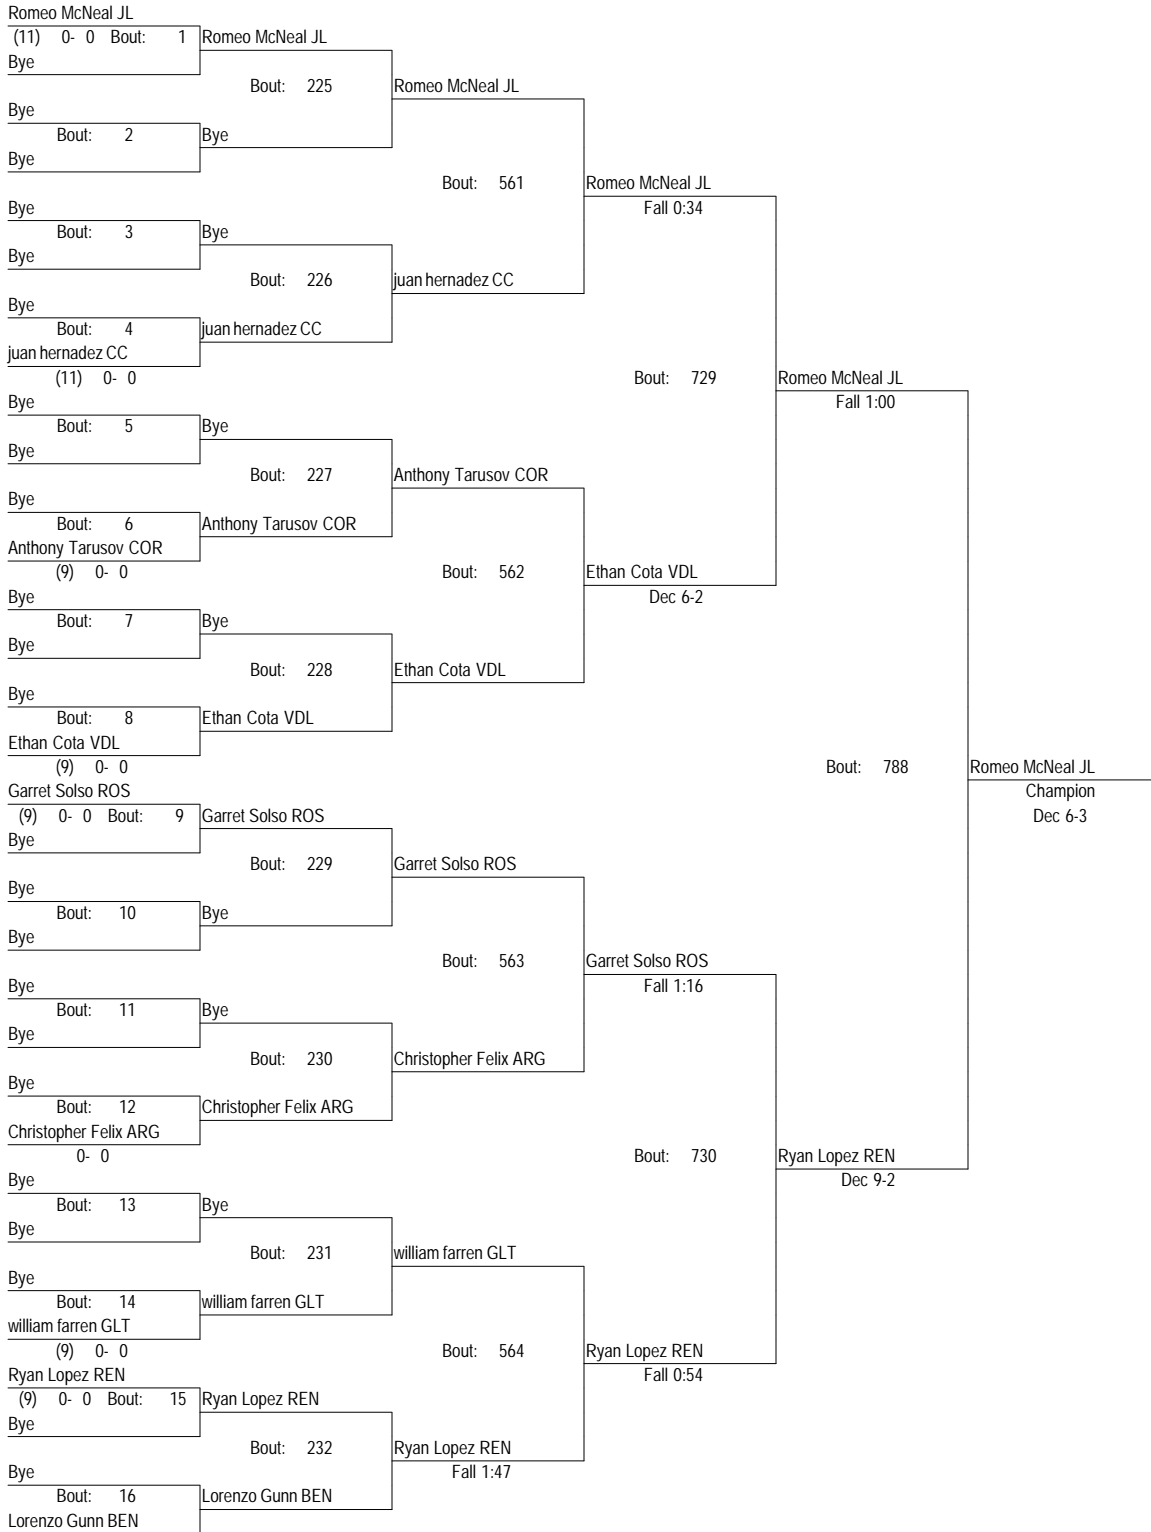 Romeo McNeal JL
(11) 0- 0 Bout: 1 Romeo McNeal JL
Bye
Bout: 225 Romeo McNeal JL
Bye
Bout: 2 Bye
Bye
Bout: 561 Romeo McNeal JL
Bye
Fall 0:34
Bout: 3 Bye
Bye
Bout: 226 juan hernadez CC
Bye
Bout: 4 juan hernadez CC
juan hernadez CC
(11) 0- 0 Bout: 729 Romeo McNeal JL
Bye
Fall 1:00
Bout: 5 Bye
Bye
Bout: 227 Anthony Tarusov COR
Bye
Bout: 6 Anthony Tarusov COR
Anthony Tarusov COR
(9) 0- 0 Bout: 562 Ethan Cota VDL
Bye
Dec 6-2
Bout: 7 Bye
Bye
Bout: 228 Ethan Cota VDL
Bye
Bout: 8 Ethan Cota VDL
Ethan Cota VDL
(9) 0- 0 Bout: 788 Romeo McNeal JL
Garret Solso ROS
Champion
(9) 0- 0 Bout: 9 Garret Solso ROS
Dec 6-3
Bye
Bout: 229 Garret Solso ROS
Bye
Bout: 10 Bye
Bye
Bout: 563 Garret Solso ROS
Bye
Fall 1:16
Bout: 11 Bye
Bye
Bout: 230 Christopher Felix ARG
Bye
Bout: 12 Christopher Felix ARG
Christopher Felix ARG
0- 0 Bout: 730 Ryan Lopez REN
Bye
Dec 9-2
Bout: 13 Bye
Bye
Bout: 231 william farren GLT
Bye
Bout: 14 william farren GLT
william farren GLT
(9) 0- 0 Bout: 564 Ryan Lopez REN
Ryan Lopez REN
Fall 0:54
(9) 0- 0 Bout: 15 Ryan Lopez REN
Bye
Bout: 232 Ryan Lopez REN
Bye
Fall 1:47
Bout: 16 Lorenzo Gunn BEN
Lorenzo Gunn BEN